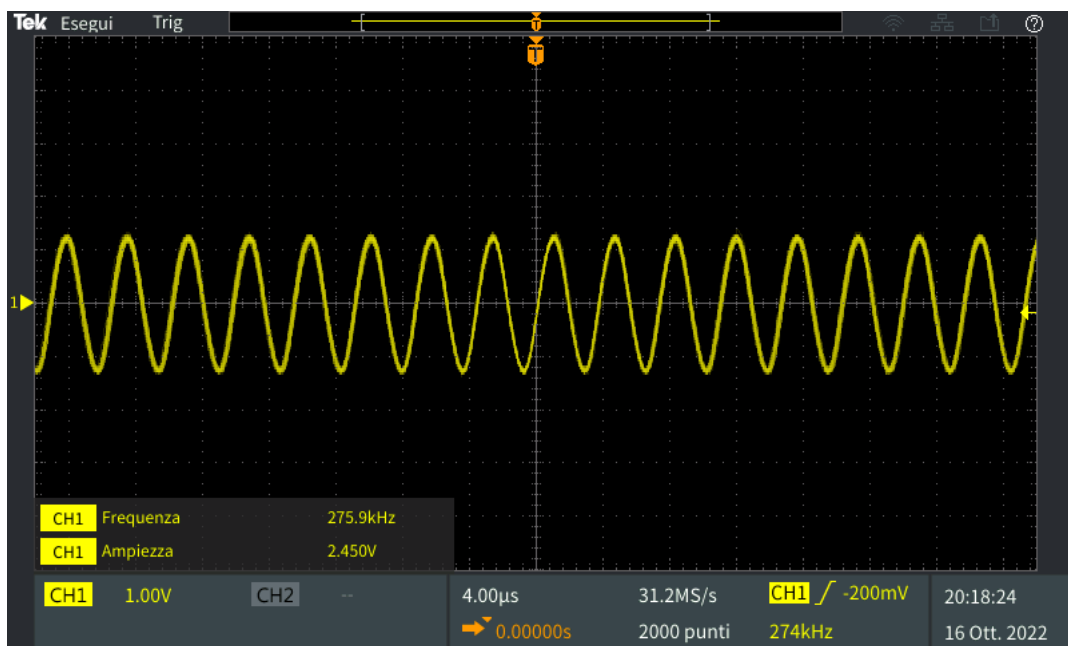 Tek Esegui Trig T ?
T
1
CH1 Frequenza 275.9kHz
CH1 Ampiezza 2.450V
CH1 1.00V CH2 -- 4.00µs 31.2MS/s CH1 -200mV 20:18:24
0.00000s 2000 punti 274kHz 16 Ott. 2022